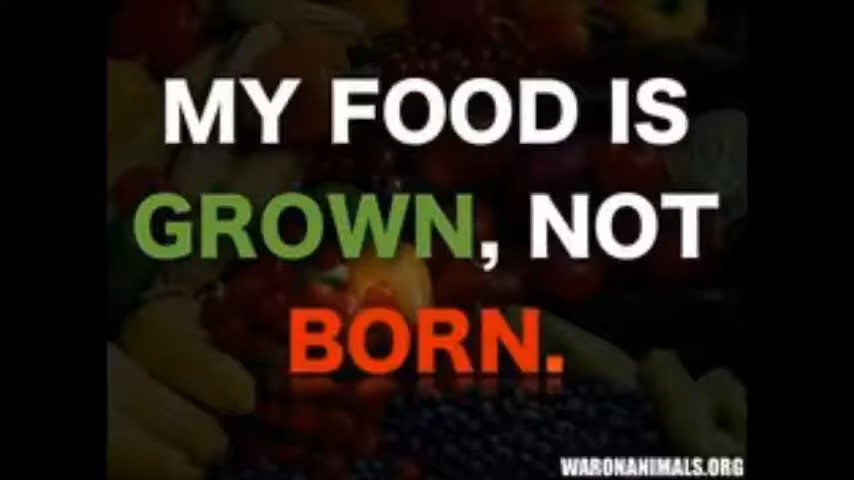 MY FOOD IS
GROWN, NOT
BORN.
WARONANIMALS.ORG